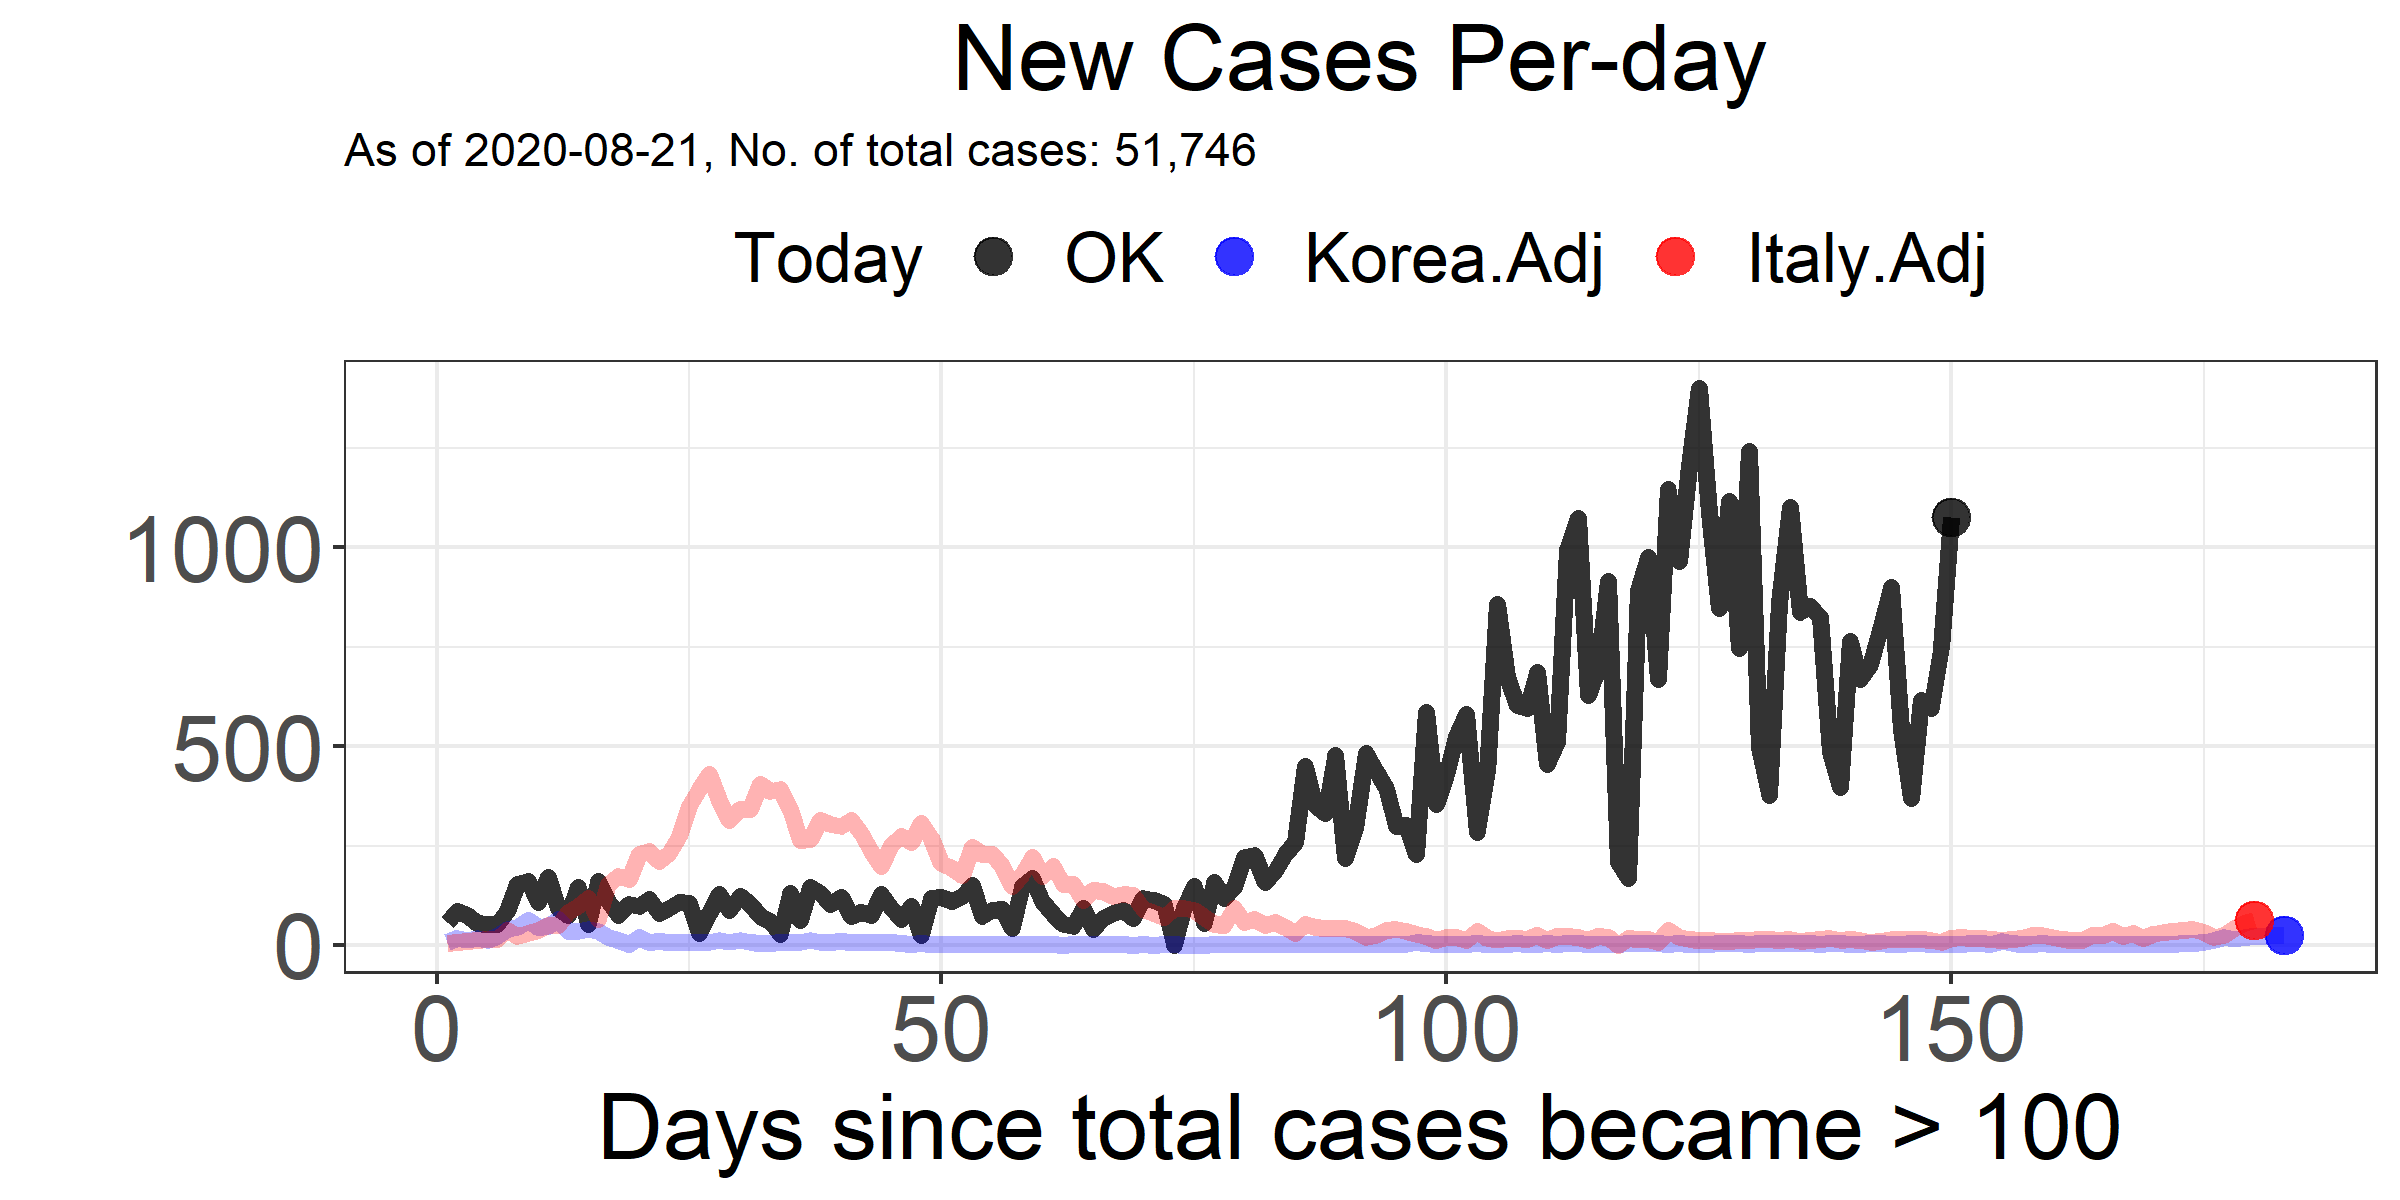 New Cases Per-day
As of 2020-08-21, No. of total cases: 51,746
Today OK Korea.Adj Italy.Adj
1000
500
0
0 50 100 150
Days since total cases became > 100